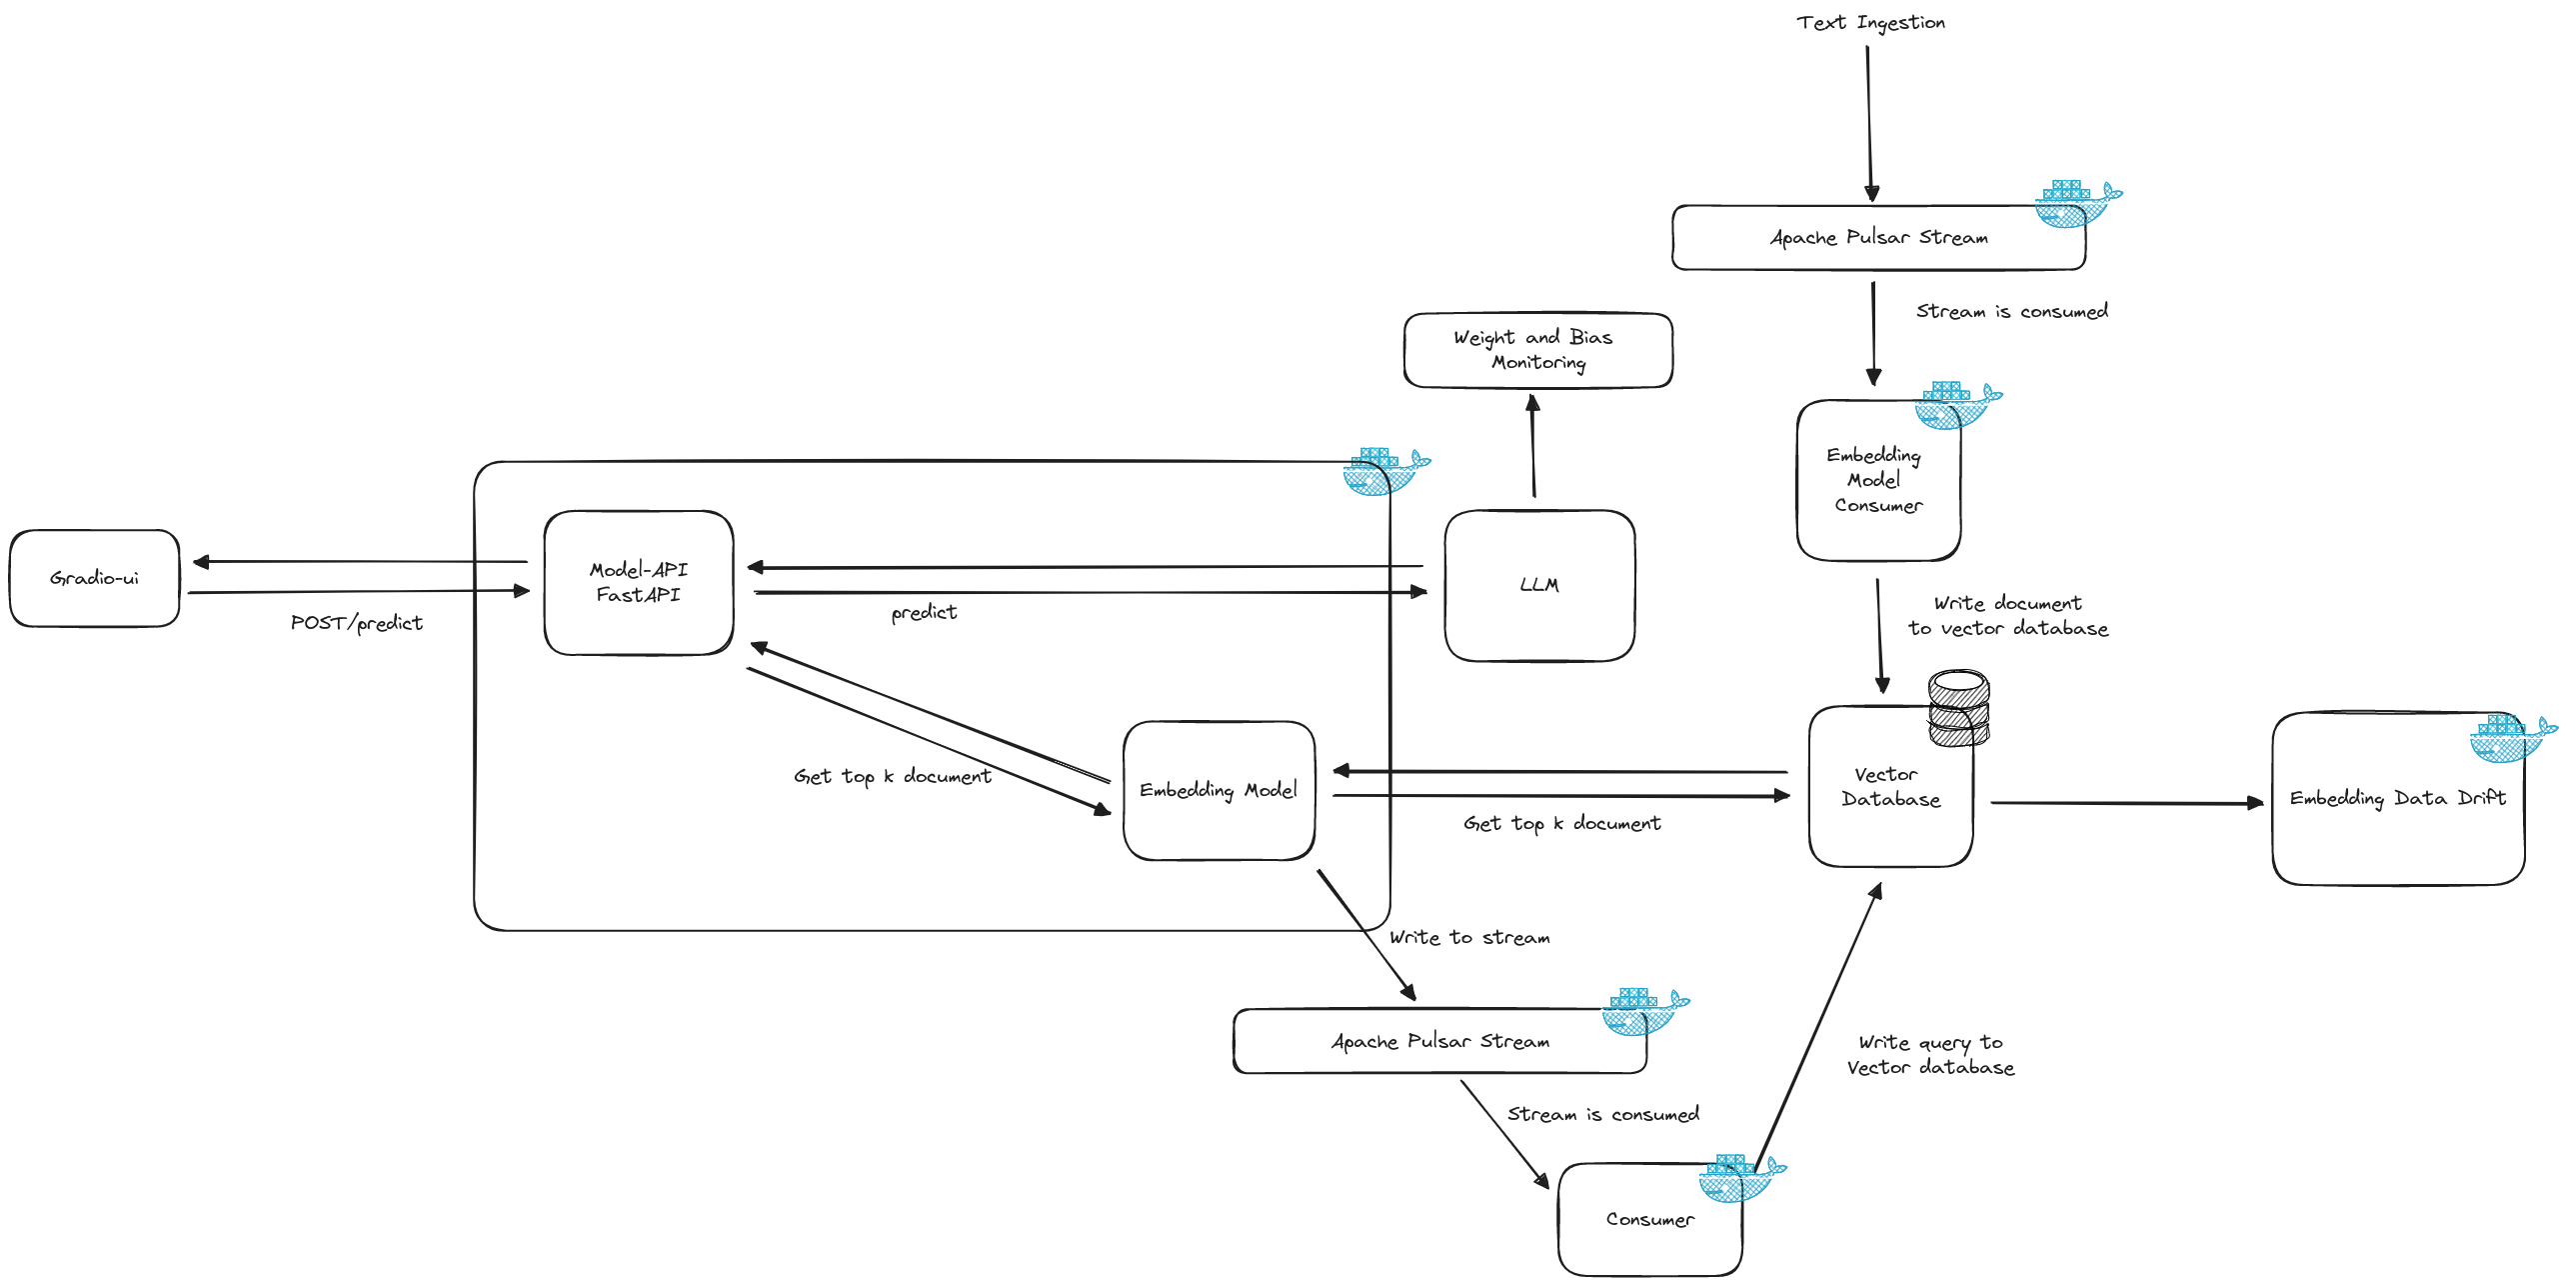 Text Ingestion
Apache Pulsar Stream
Stream is consumed
Weight and Bias
Monitoring
Embedding
Model
Consumer
Gradio-ui
POST/predict
Model-API
FastAPI
predict
LLM
Write document
to vector database
Get top k document
Embedding Model
Get top k document
Vector
Database
Embedding Data Drift
Write to stream
Apache Pulsar Stream
Stream is consumed
Write query to
Vector database
Consumer